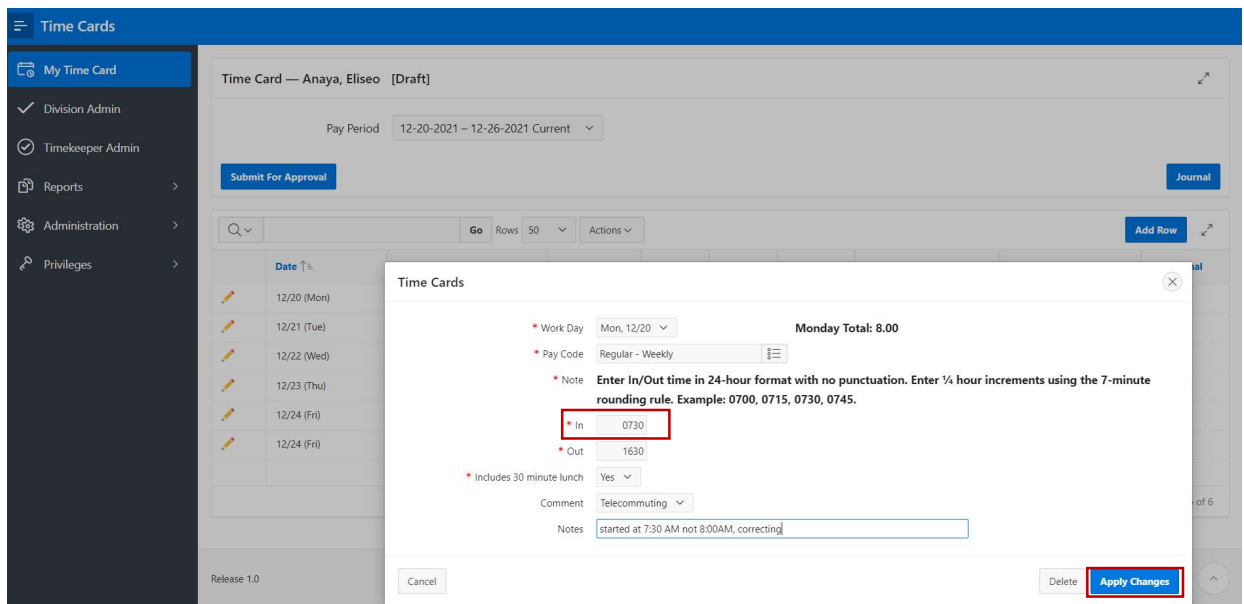 Time Cards
My Time Card
Division Admin
Timekeeper Admin
Reports
Administration
Privileges
Time Card — Anaya, Eliseo [Draft]
Pay Period 12-20-2021 – 12-26-2021 Current
Submit For Approval Journal
Go Rows 50 Actions Add Row
Date
12/20 (Mon)
12/21 (Tue)
12/22 (Wed)
12/23 (Thu)
12/24 (Fri)
12/24 (Fri)
of 6
Release 1.0
Time Cards
* Work Day Mon, 12/20 Monday Total: 8.00
* Pay Code Regular - Weekly
* Note Enter In/Out time in 24-hour format with no punctuation. Enter ¼ hour increments using the 7-minute
rounding rule. Example: 0700, 0715, 0730, 0745.
* In 0730
* Out 1630
* Includes 30 minute lunch Yes
Comment Telecommuting
Notes started at 7:30 AM not 8:00AM, correcting
Cancel Delete Apply Changes